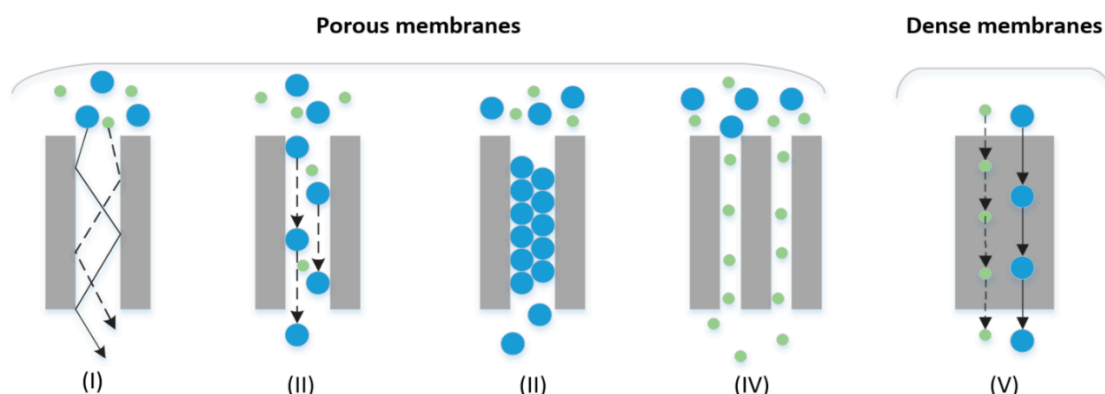 Porous membranes
Dense membranes
(I)
(II)
(II)
(IV)
(V)